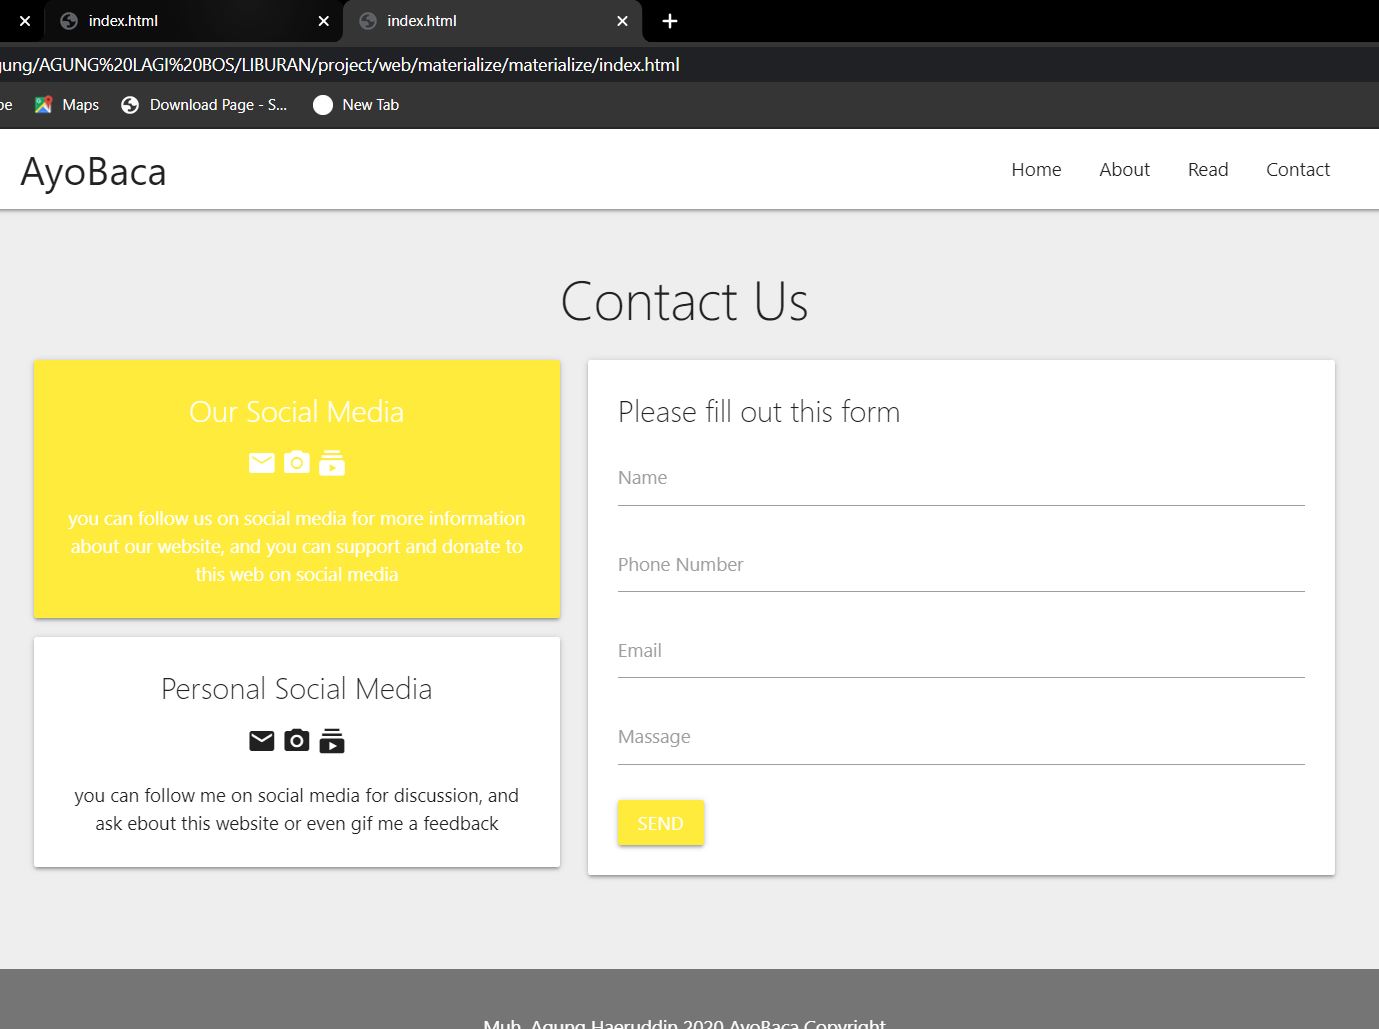 index.html
index.html
gung/AGUNG%20LAGI%20BOS/LIBURAN/project/web/materialize/materialize/index.html
Maps
Download Page - S...
New Tab
AyoBaca
Home
About
Read
Contact
Contact Us
Our Social Media
you can follow us on social media for more information
about our website, and you can support and donate to
this web on social media
Personal Social Media
you can follow me on social media for discussion, and
ask ebout this website or even gif me a feedback
Please fill out this form
Name
Phone Number
Email
Massage
SEND
Muh. Agung Haeruddin 2020 AyoBaca Copyright